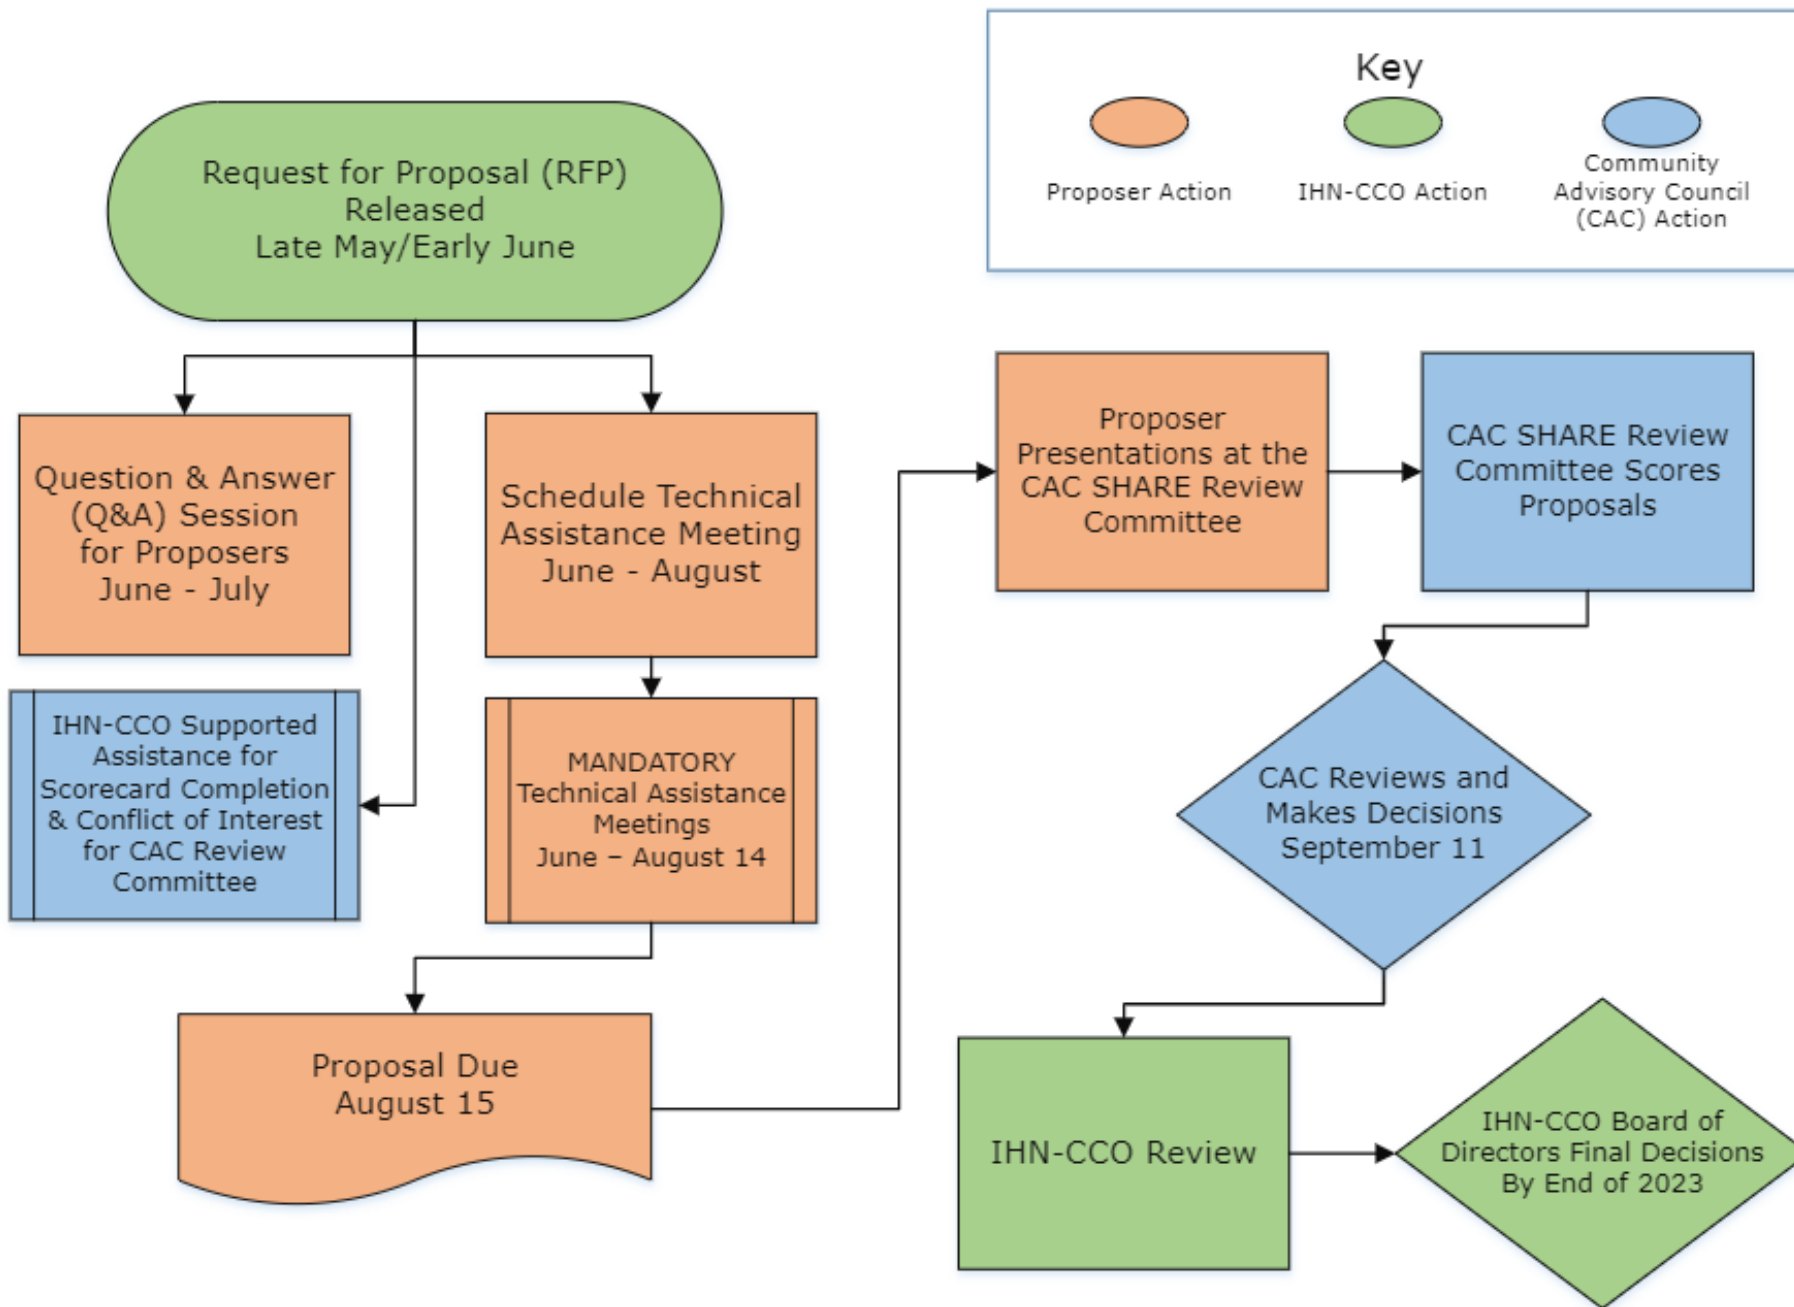 Key
Proposer Action
IHN-CCO Action
Community
Advisory Council
(CAC) Action
Request for Proposal (RFP)
Released
Late May/Early June
Question & Answer
(Q&A) Session
for Proposers
June - July
Schedule Technical
Assistance Meeting
June - August
IHN-CCO Supported
Assistance for
Scorecard Completion
& Conflict of Interest
for CAC Review
Committee
MANDATORY
Technical Assistance
Meetings
June – August 14
Proposal Due
August 15
Proposer
Presentations at the
CAC SHARE Review
Committee
CAC SHARE Review
Committee Scores
Proposals
CAC Reviews and
Makes Decisions
September 11
IHN-CCO Review
IHN-CCO Board of
Directors Final Decisions
By End of 2023